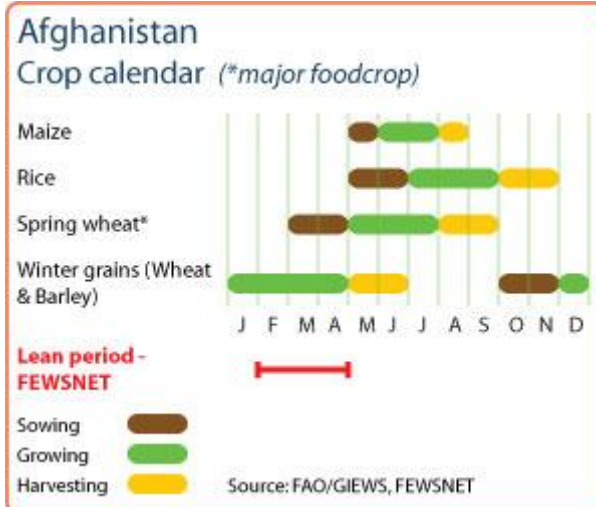 Afghanistan
Crop calendar (*major foodcrop)
Maize
Rice
Spring wheat*
Winter grains (Wheat
& Barley)
J F M A M J J A S O N D
Lean period -
FEWSNET
Sowing
Growing
Harvesting
Source: FAO/GIEWS, FEWSNET